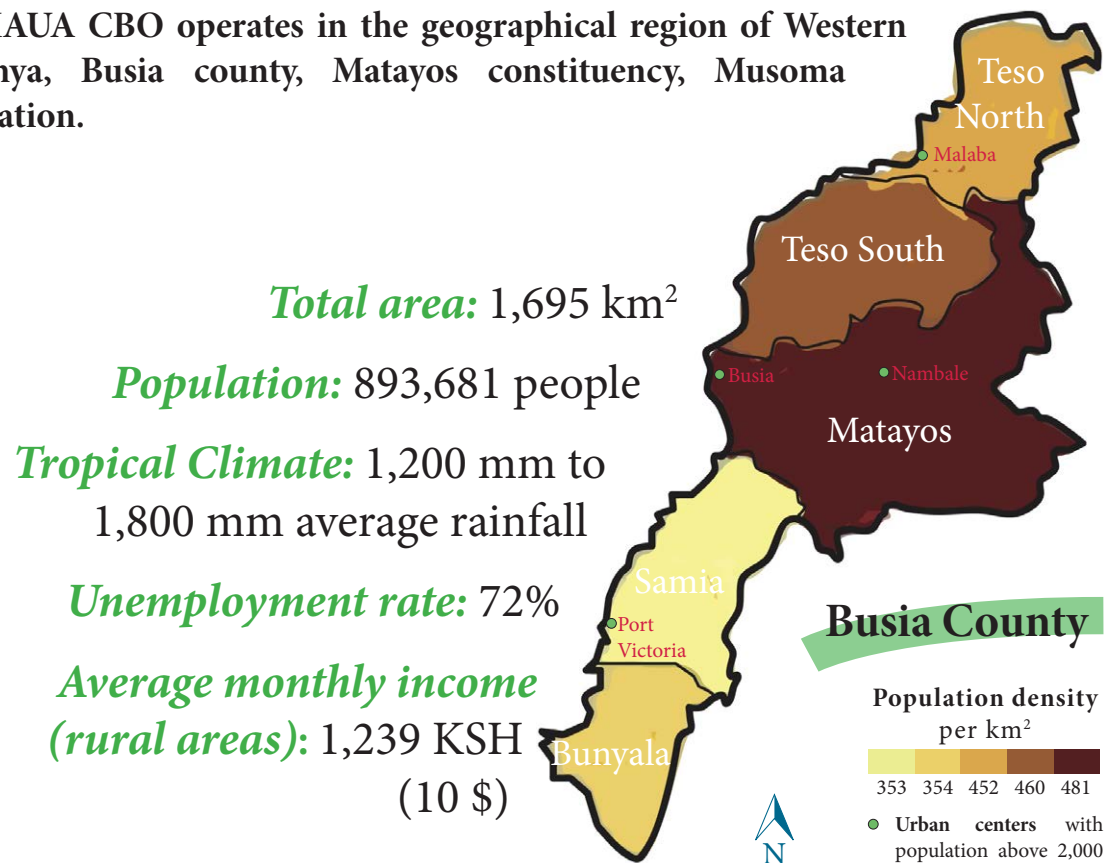 AUA CBO operates in the geographical region of Western
nya, Busia county, Matayos constituency, Musoma
ation.
Teso
North
Malaba
Teso South
Total area: 1,695 km²
Busia
Nambale
Population: 893,681 people
Matayos
Tropical Climate: 1,200 mm to
1,800 mm average rainfall
Samia
Unemployment rate: 72%
Port
Victoria
Busia County
Average monthly income
(rural areas): 1,239 KSH
(10 $)
Bunyala
Population density
per km²
353 354 452 460 481
Urban centers with
population above 2,000
N